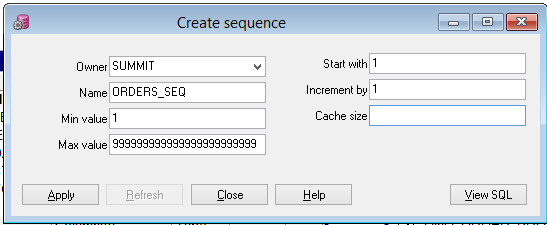 Create sequence
Owner SUMMIT
Start with 1
Name ORDERS_SEQ
Increment by 1
Min value 1
Cache size
Max value 999999999999999999999999
Apply Refresh Close Help View SQL